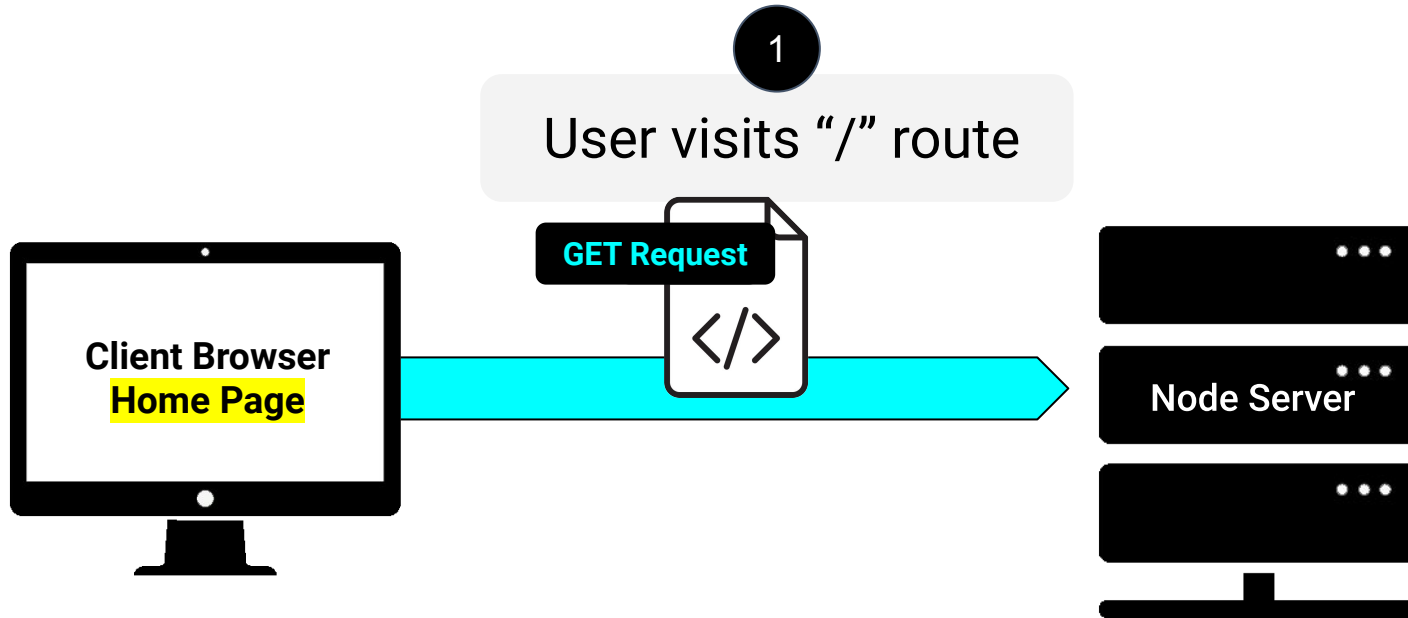 1
User visits “/” route
GET Request
</>
Client Browser
Home Page
Node Server